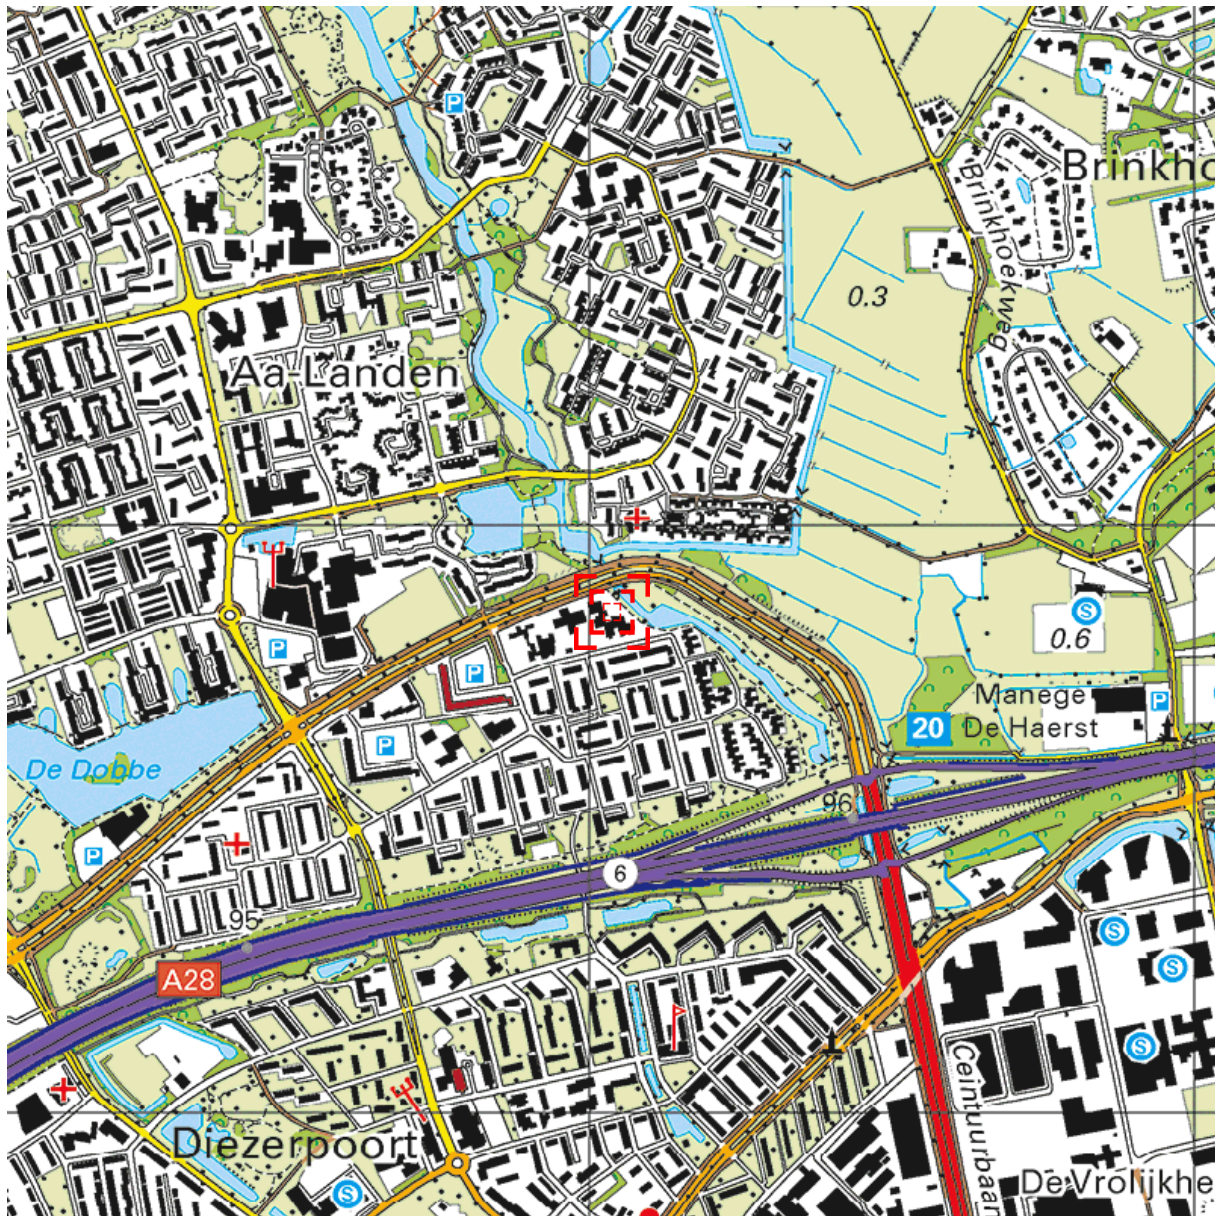 P
Brinkho
Brinkhoekweg
0.3
Aa-Landen
S
0.6
P
P
Manege
P
20
De Haerst
P
De Dobbe
96
P
6
95
S
S
A28
S
Ceintuurbaan
Diezerpoort
S
De Vrolijkhe